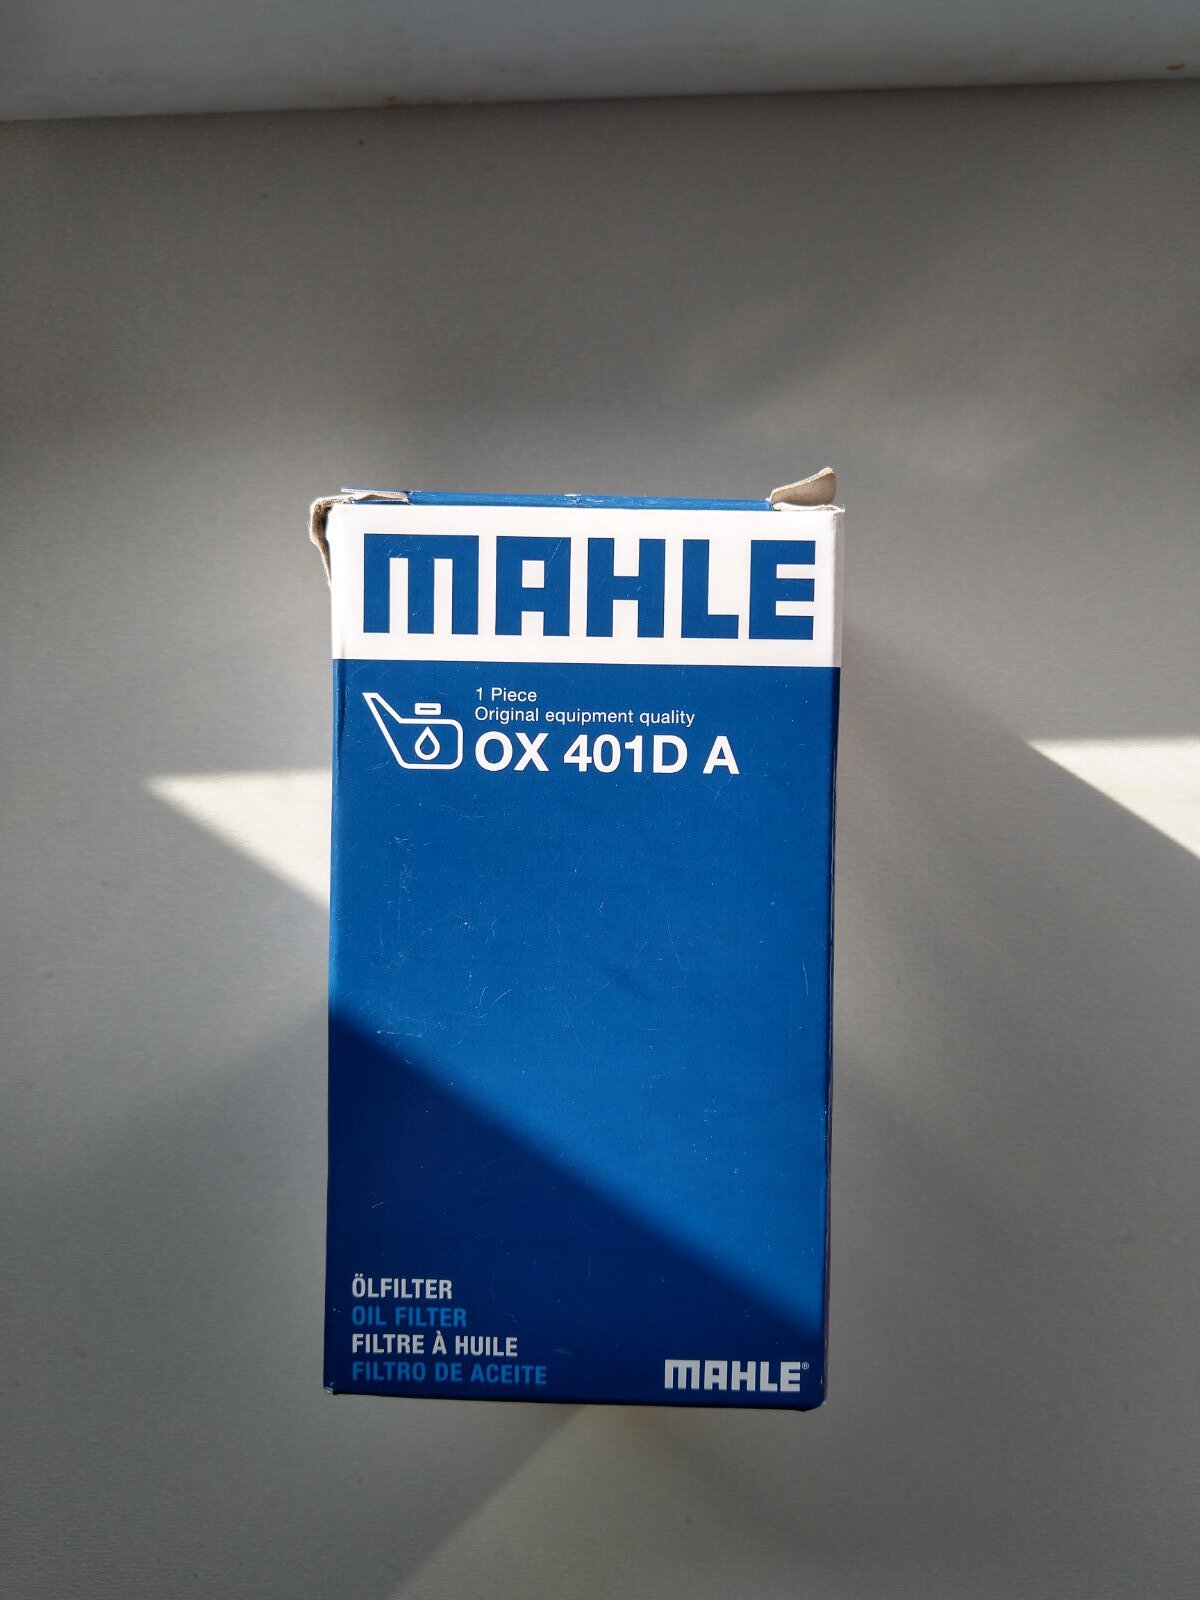 MAHLE
1 Piece
Original equipment quality
OX 401D A
ÖLFILTER
OIL FILTER
FILTRE À HUILE
FILTRO DE ACEITE
MAHLE®